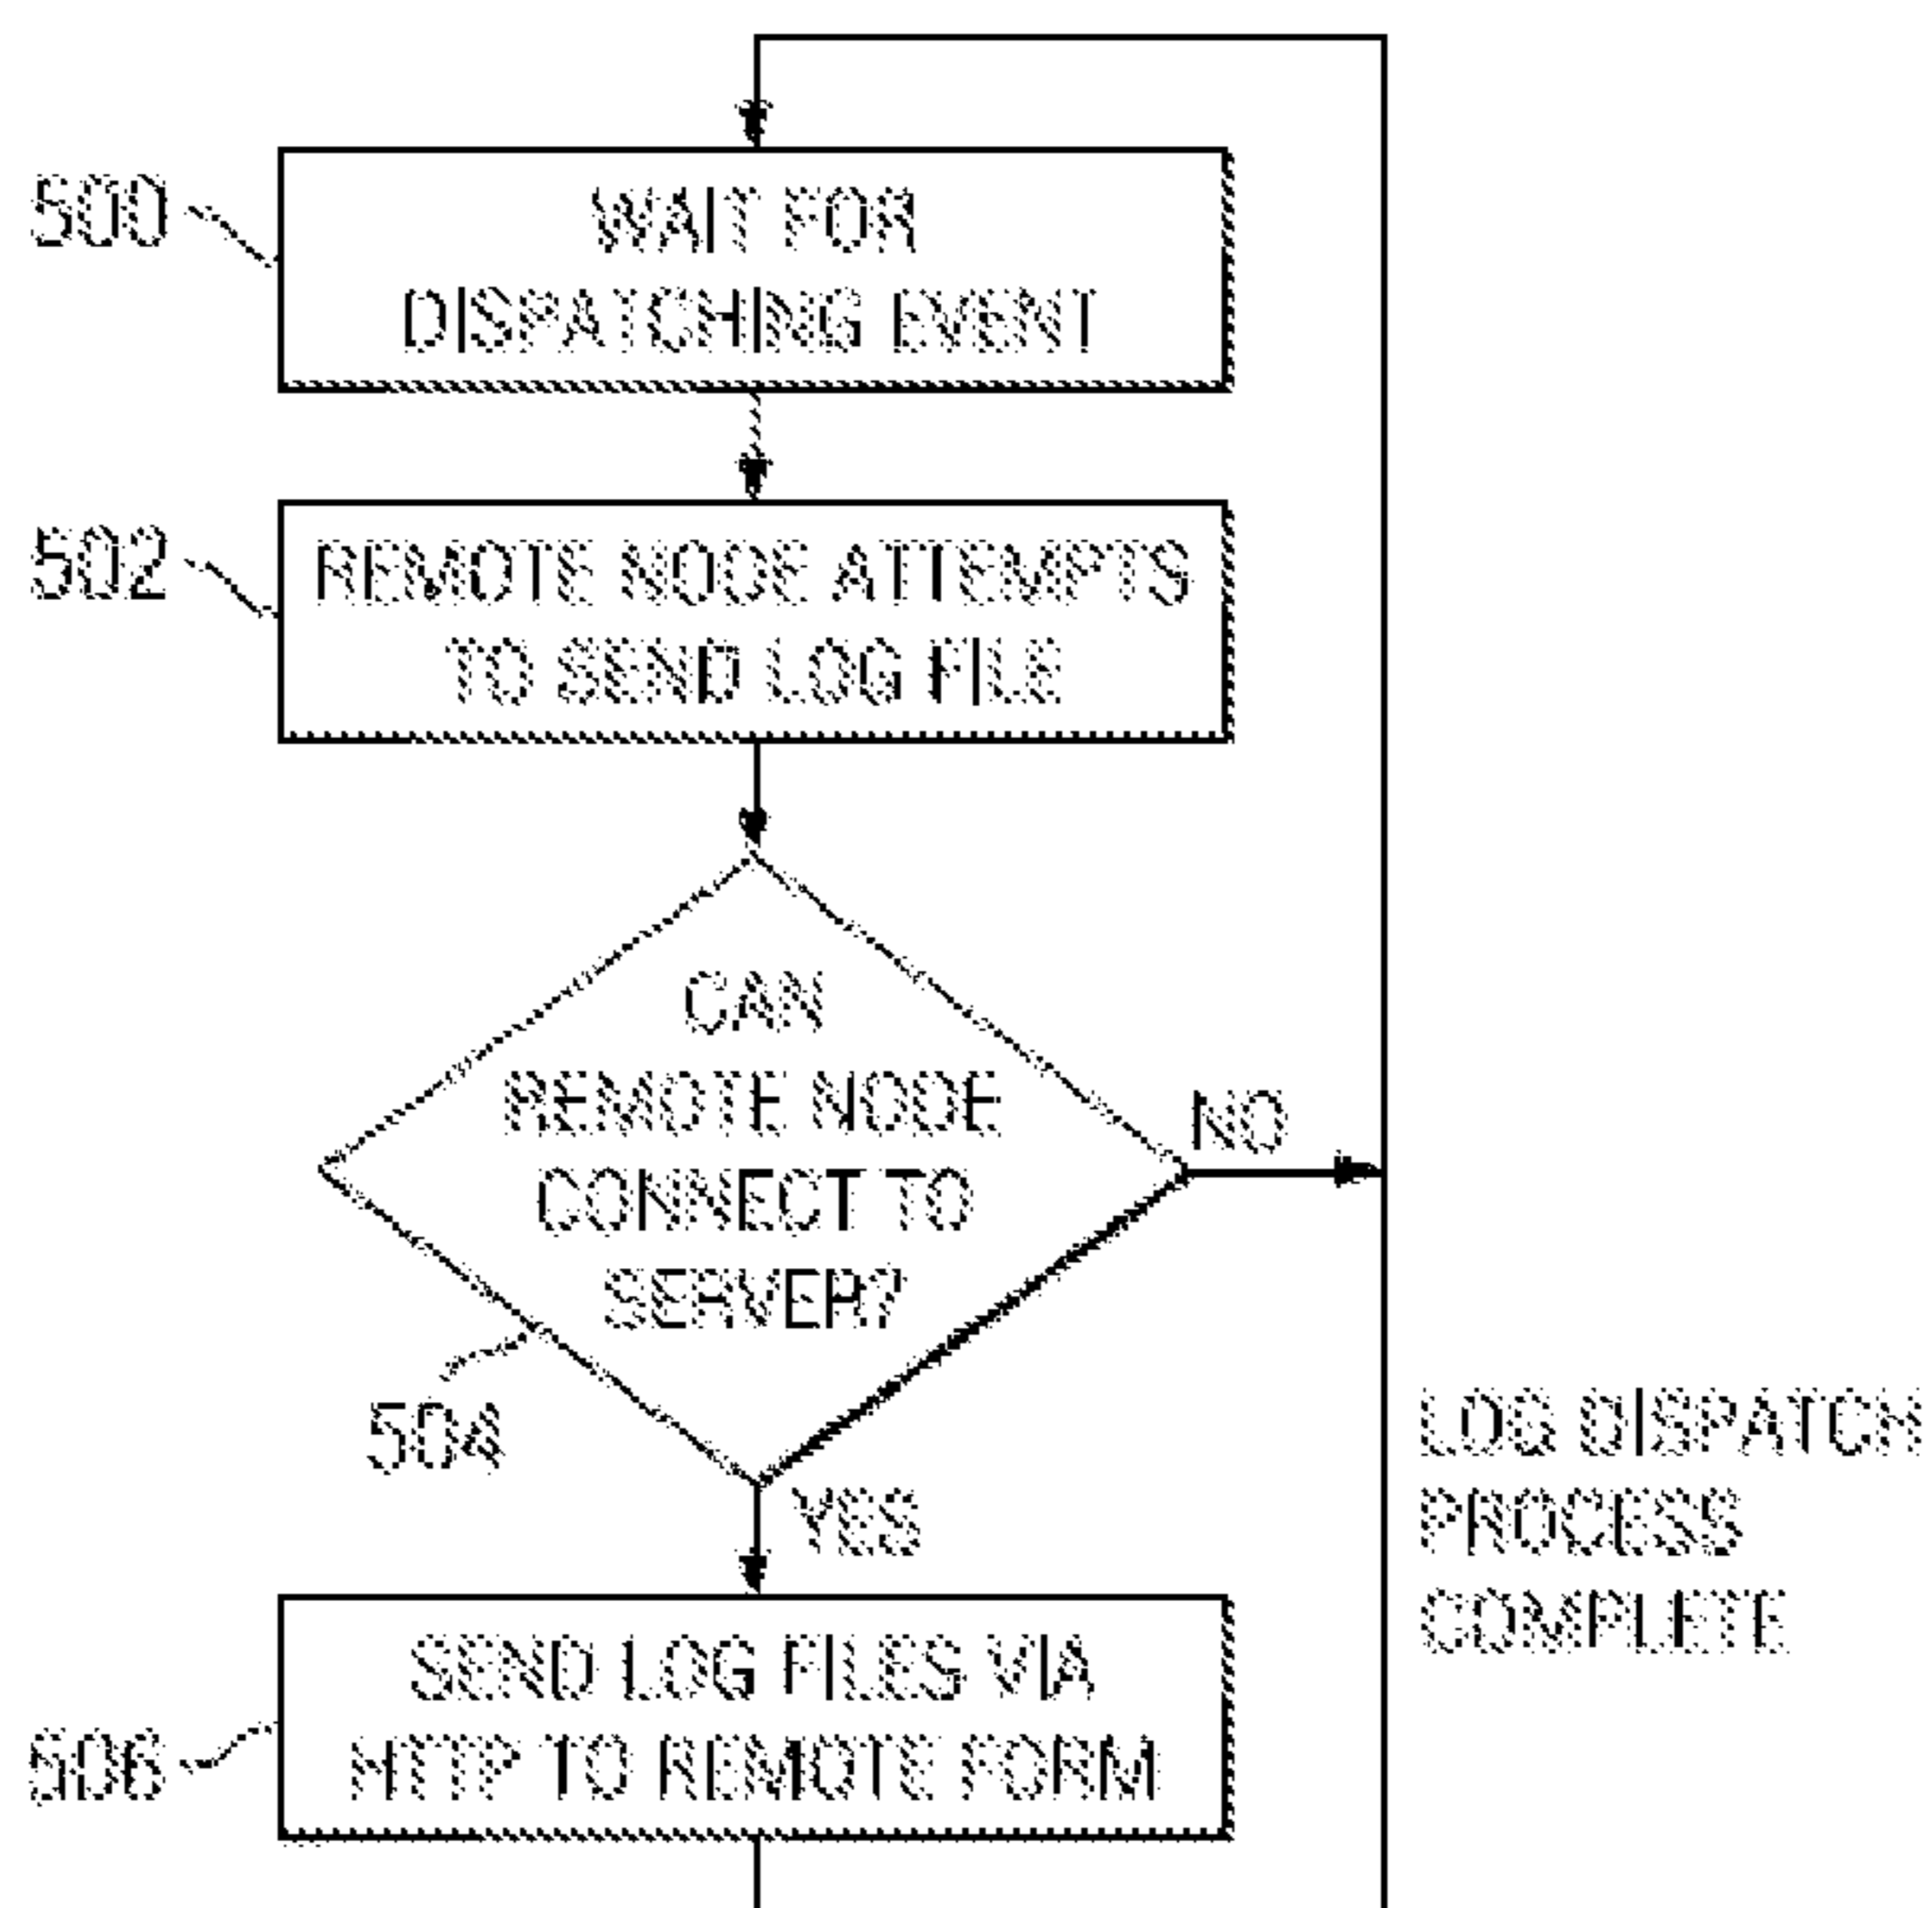 500
WAIT FOR
DISPATCHING EVENT
502
REMOTE NODE ATTEMPTS
TO SEND LOG FILE
CAN
REMOTE NODE
CONNECT TO
SERVER?
NO
504
YES
LOG DISPATCH
PROCESS
COMPLETE
SEND LOG FILES VIA
HTTP TO REMOTE FORM
506